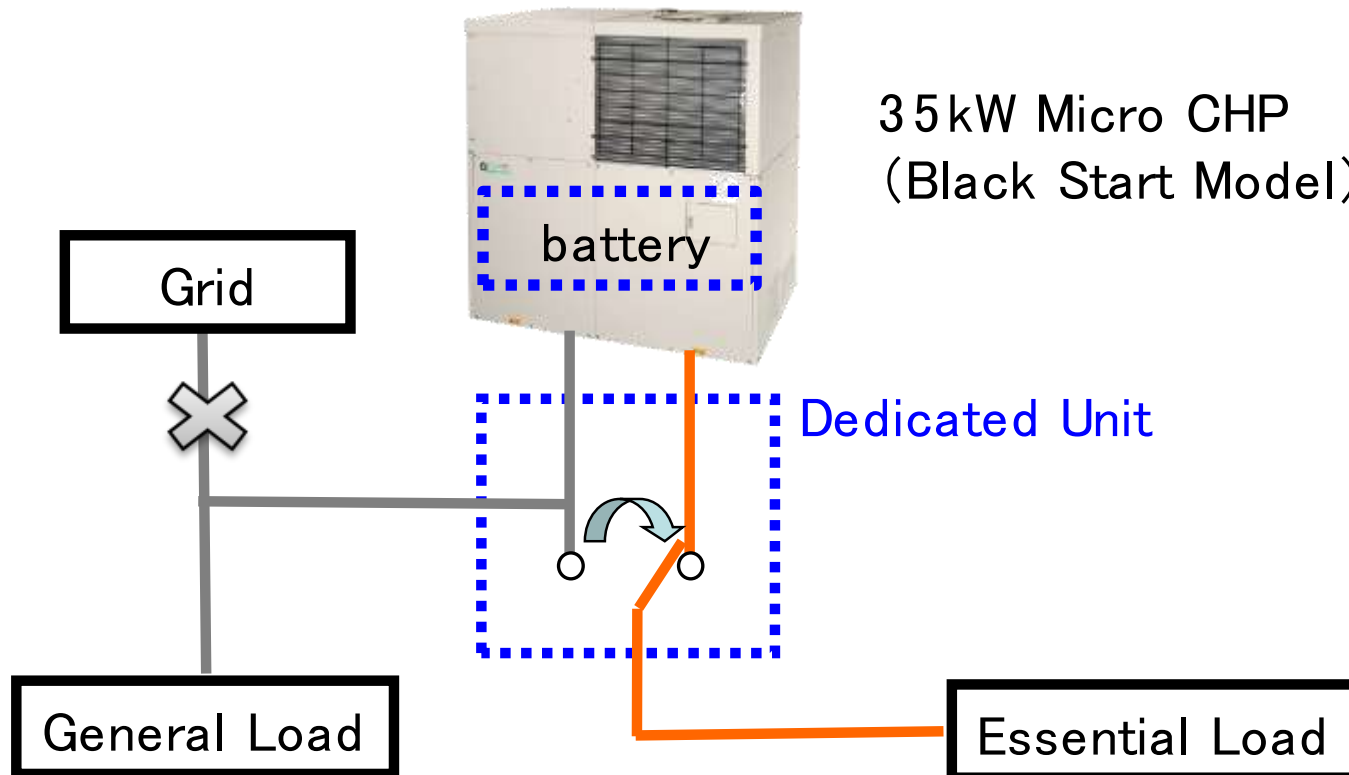 35kW Micro CHP
(Black Start Model)
battery
Grid
Dedicated Unit
General Load
Essential Load